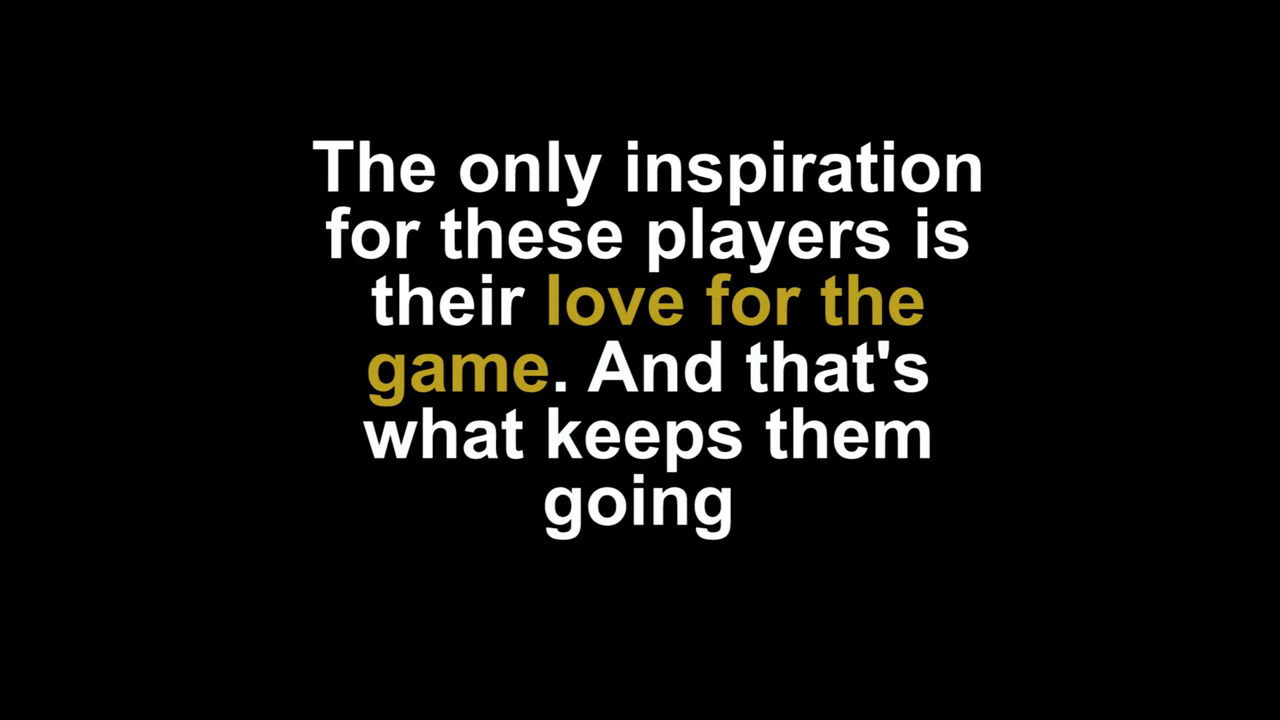 The only inspiration
for these players is
their love for the
game. And that's
what keeps them
going